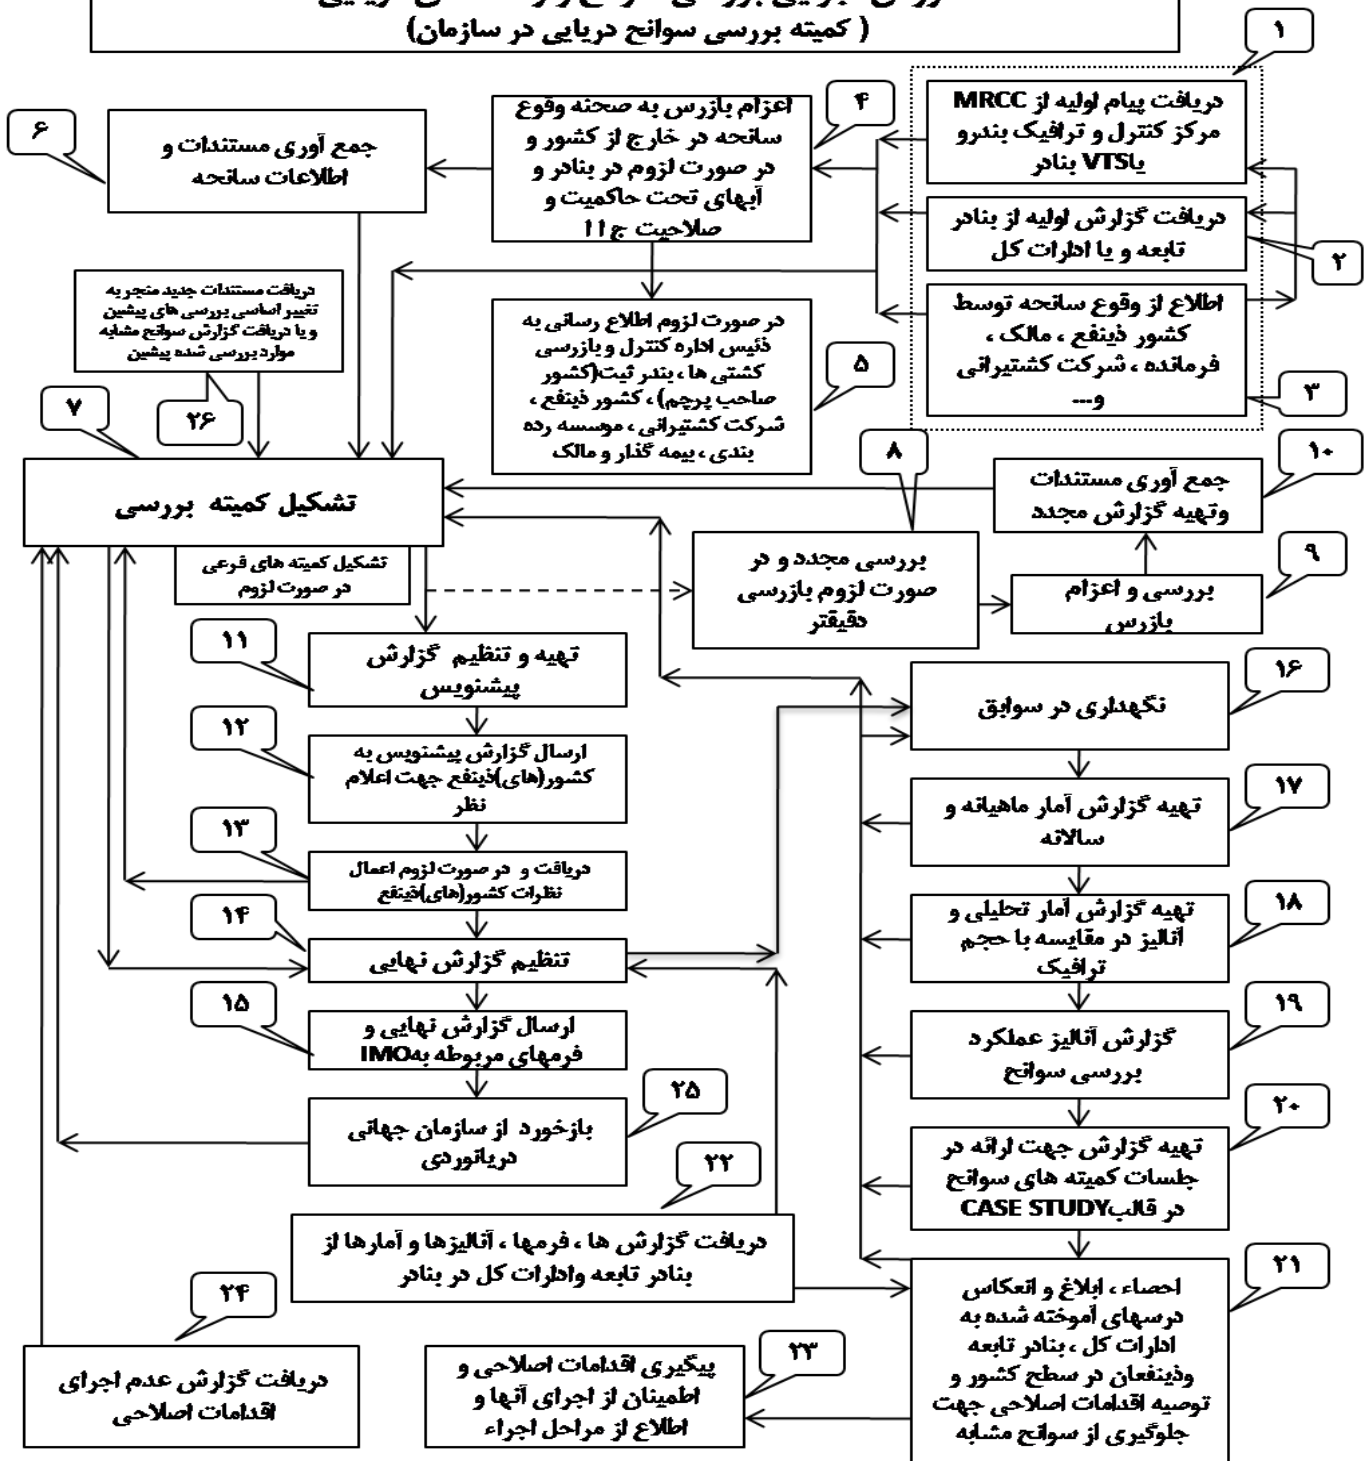 ( کمیته بررسی سوانح دریایی در سازمان)
۱
دریافت پیام اولیه از MRCC
مرکز کنترل و ترافیک بندرو
یاVTS بنادر
۲
دریافت گزارش اولیه از بنادر
تابعه و یا ادارات کل
۳
اطلاع از وقوع سانحه توسط
کشور ذینفع ، مالک ،
فرمانده ، شرکت کشتیرانی
و...
۴
اعزام بازرس به صحنه وقوع
سانحه در خارج از کشور و
در صورت لزوم در بنادر و
آبهای تحت حاکمیت و
صلاحیت ج ا ا
۵
در صورت لزوم اطلاع رسانی به
ذئیس اداره کنترل و بازرسی
کشتی ها ، بندر ثبت(کشور
صاحب پرچم) ، کشور ذینفع ،
شرکت کشتیرانی ، موسسه رده
بندی ، بیمه گذار و مالک
۶
جمع آوری مستندات و
اطلاعات سانحه
دریافت مستندات جدید منجر به
تغییر اساسی بررسی های پیشین
و یا دریافت گزارش سوانح مشابه
موارد بررسی شده پیشین
۲۶
۷
تشکیل کمیته بررسی
تشکیل کمیته های فرعی
در صورت لزوم
۸
بررسی مجدد و در
صورت لزوم بازرسی
دقیقتر
۹
بررسی و اعزام
بازرس
۱۰
جمع آوری مستندات
وتهیه گزارش مجدد
۱۱
تهیه و تنظیم گزارش
پیشنویس
۱۲
ارسال گزارش پیشنویس به
کشور(های)ذینفع جهت اعلام
نظر
۱۳
دریافت و در صورت لزوم اعمال
نظرات کشور(های)ذینفع
۱۴
تنظیم گزارش نهایی
۱۵
ارسال گزارش نهایی و
فرمهای مربوطه بهIMO
۲۵
بازخورد از سازمان جهانی
دریانوردی
۱۶
نگهداری در سوابق
۱۷
تهیه گزارش آمار ماهیانه و
سالانه
۱۸
تهیه گزارش آمار تحلیلی و
آنالیز در مقایسه با حجم
ترافیک
۱۹
گزارش آنالیز عملکرد
بررسی سوانح
۲۰
تهیه گزارش جهت ارائه در
جلسات کمیته های سوانح
در قالبCASE STUDY
۲۱
احصاء ، ابلاغ و انعکاس
درسهای آموخته شده به
ادارات کل ، بنادر تابعه
وذینفعان در سطح کشور و
توصیه اقدامات اصلاحی جهت
جلوگیری از سوانح مشابه
۲۲
دریافت گزارش ها ، فرمها ، آنالیزها و آمارها از
بنادر تابعه وادارات کل در بنادر
۲۳
پیگیری اقدامات اصلاحی و
اطمینان از اجرای آنها و
اطلاع از مراحل اجراء
۲۴
دریافت گزارش عدم اجرای
اقدامات اصلاحی